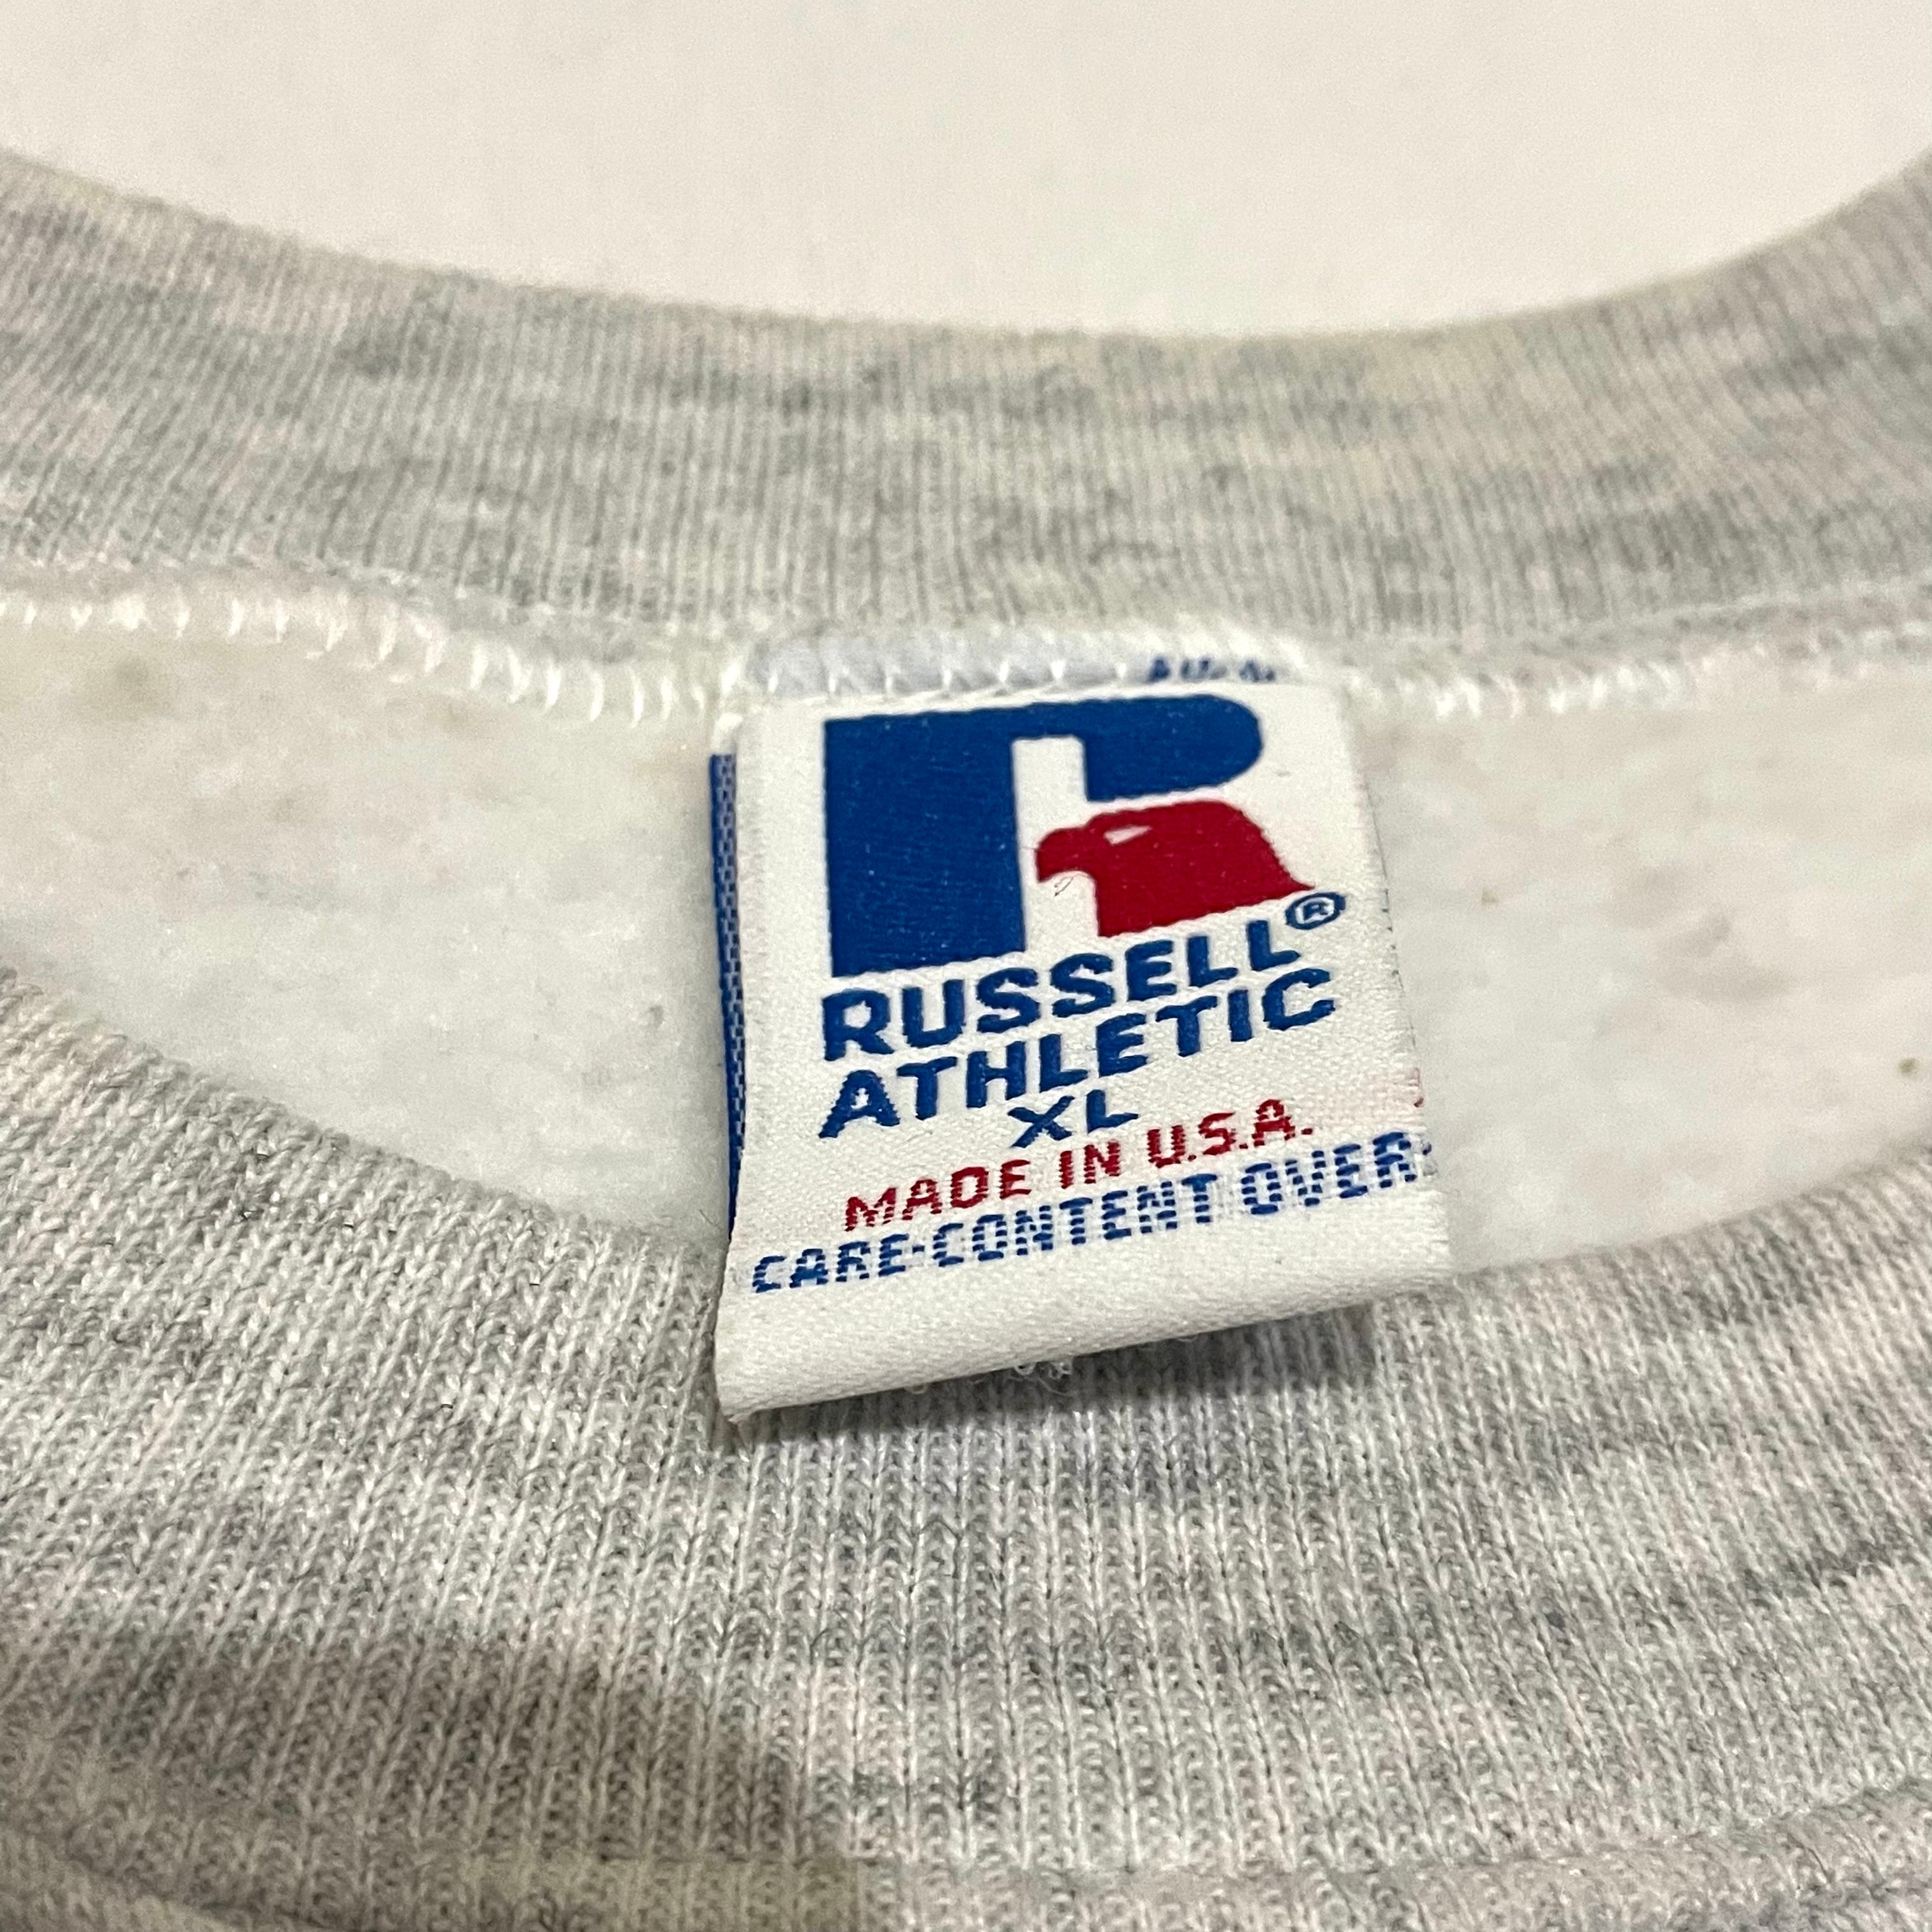 RUSSELL®
ATHLETIC
XL
MADE IN U.S.A.
CARE-CONTENT OVER